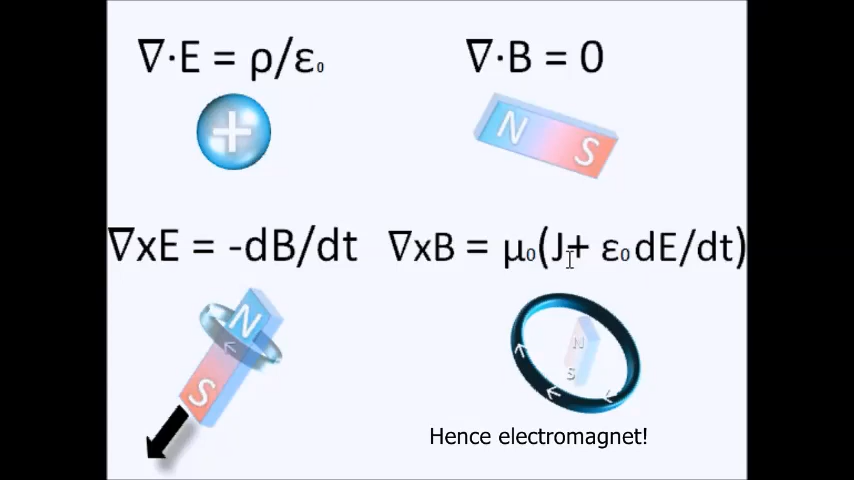 ∇·E = ρ/ε₀
∇·B = 0
+
N
S
∇xE = -dB/dt
∇xB = μ₀(J+ ε₀dE/dt)
N
S
N
S
Hence electromagnet!